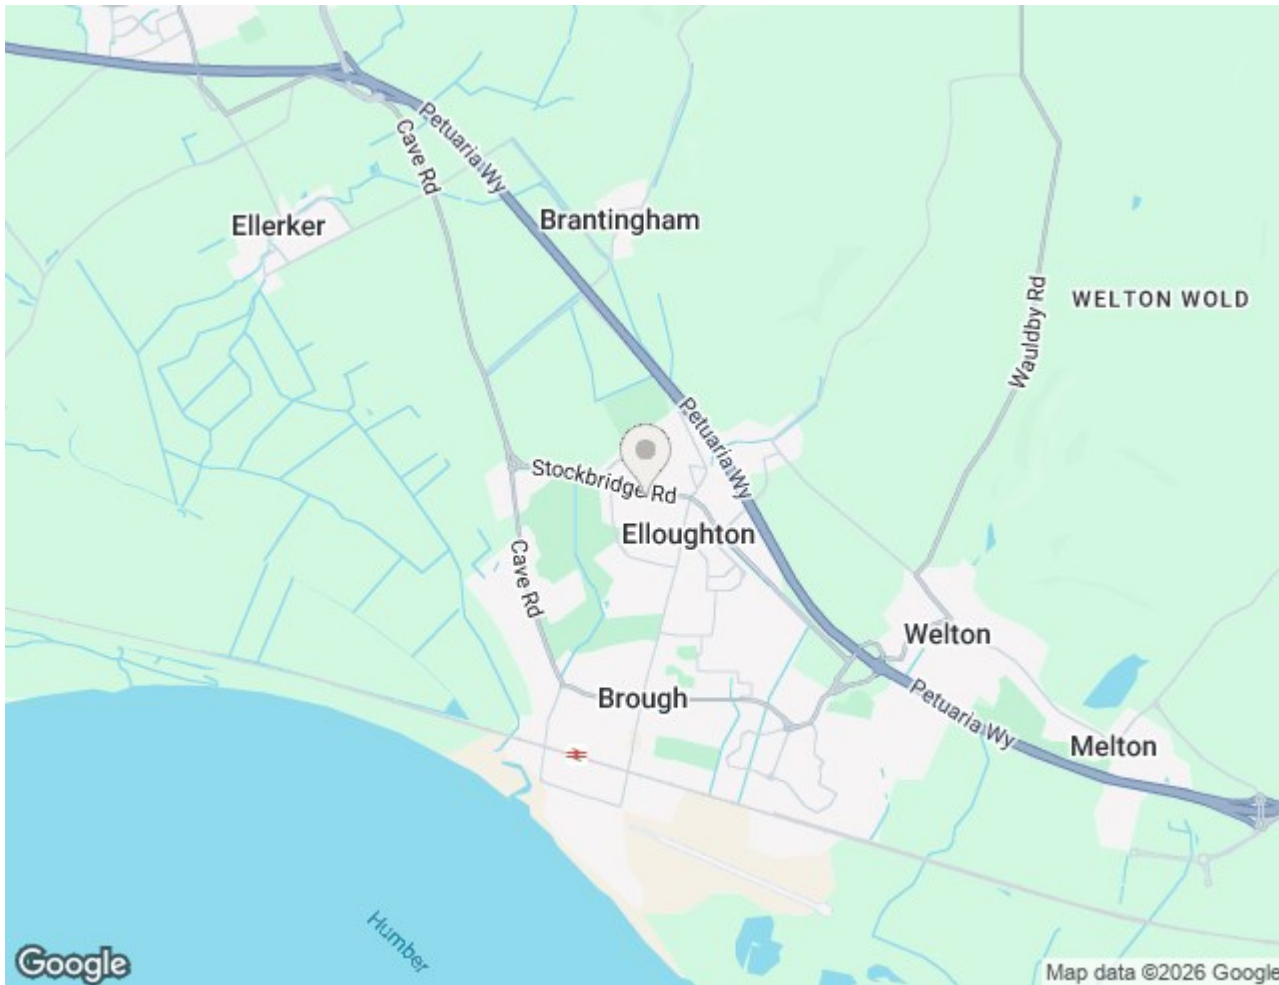 Petuaria Wy
Cave Rd
Ellerker
Brantingham
Wauldby Rd
WELTON WOLD
Petuaria Wy
Stockbridge Rd
Elloughton
Cave Rd
Welton
Brough
Petuaria Wy
Melton
Humber
Google
Map data ©2026 Google